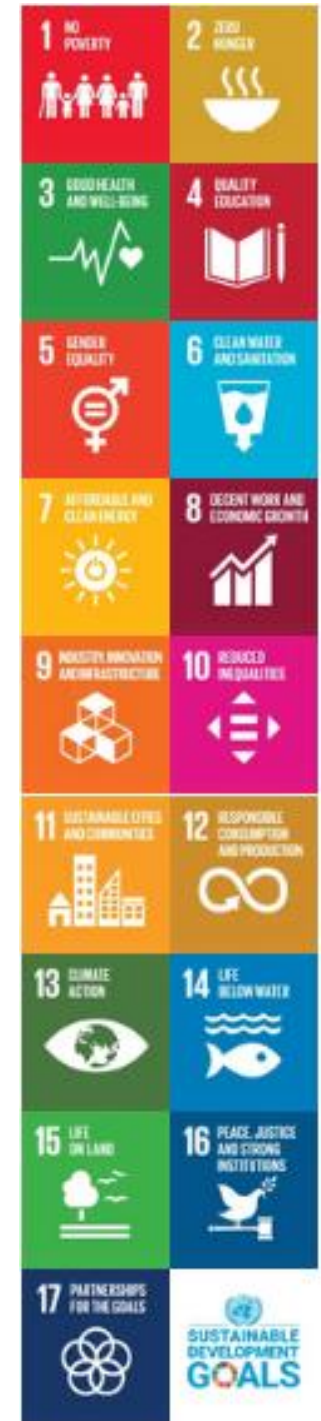 1 NO
POVERTY
2 ZERO
HUNGER
3 GOOD HEALTH
AND WELL-BEING
4 QUALITY
EDUCATION
5 GENDER
EQUALITY
6 CLEAN WATER
AND SANITATION
7 AFFORDABLE AND
CLEAN ENERGY
8 DECENT WORK AND
ECONOMIC GROWTH
9 INDUSTRY, INNOVATION
AND INFRASTRUCTURE
10 REDUCED
INEQUALITIES
11 SUSTAINABLE CITIES
AND COMMUNITIES
12 RESPONSIBLE
CONSUMPTION
AND PRODUCTION
13 CLIMATE
ACTION
14 LIFE
BELOW WATER
15 LIFE
ON LAND
16 PEACE, JUSTICE
AND STRONG
INSTITUTIONS
17 PARTNERSHIPS
FOR THE GOALS
SUSTAINABLE
DEVELOPMENT
GOALS